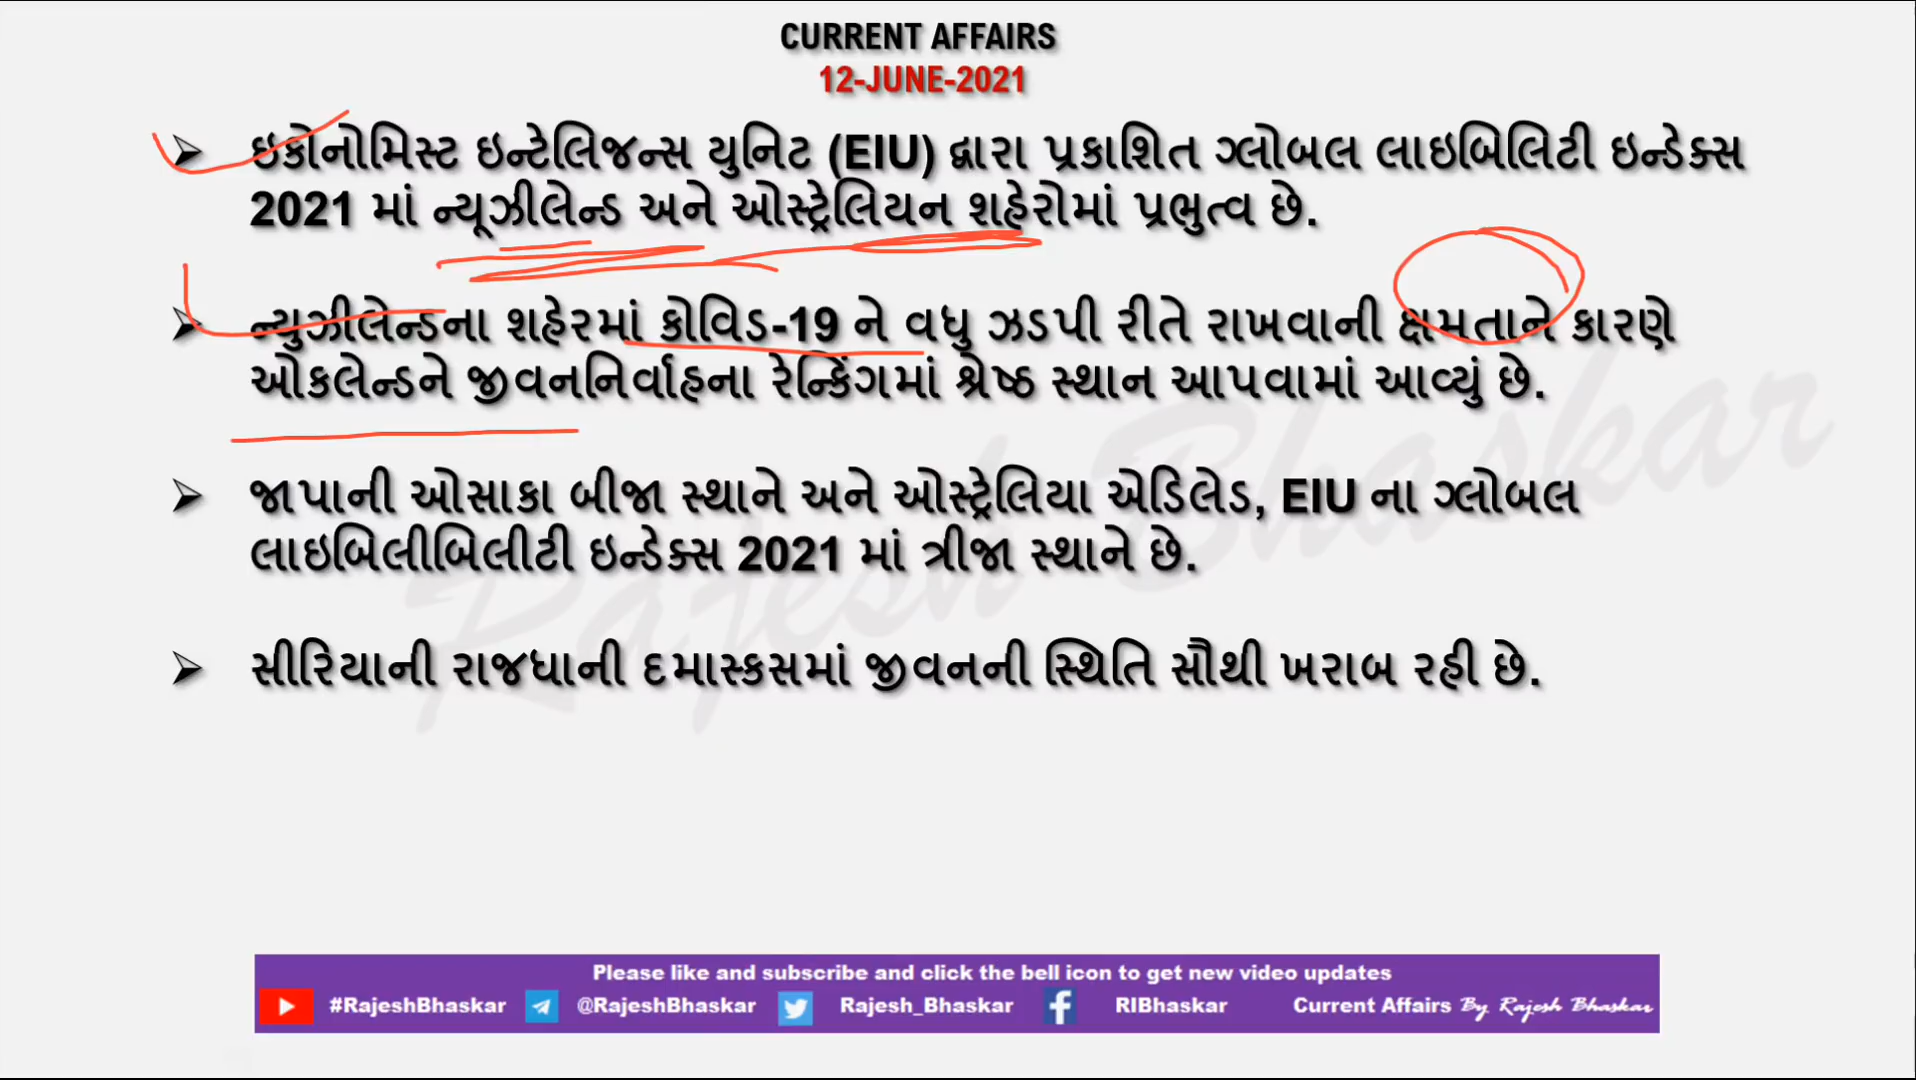 CURRENT AFFAIRS
12-JUNE-2021
➢ ઇકોનોમિસ્ટ ઇન્ટેલિજન્સ યુનિટ (EIU) દ્વારા પ્રકાશિત ગ્લોબલ લાઇબિલિટી ઇન્ડેક્સ
2021 માં ન્યૂઝીલેન્ડ અને ઓસ્ટ્રેલિયન શહેરોમાં પ્રભુત્વ છે.
➢ ન્યુઝીલેન્ડના શહેરમાં કોવિડ-19 ને વધુ ઝડપી રીતે રાખવાની ક્ષમતાને કારણે
ઓકલેન્ડને જીવનનિર્વાહના રેન્કિંગમાં શ્રેષ્ઠ સ્થાન આપવામાં આવ્યું છે.
➢ જાપાની ઓસાકા બીજા સ્થાને અને ઓસ્ટ્રેલિયા એડિલેડ, EIU ના ગ્લોબલ
લાઇબિલીબિલીટી ઇન્ડેક્સ 2021 માં ત્રીજા સ્થાને છે.
➢ સીરિયાની રાજધાની દમાસ્કસમાં જીવનની સ્થિતિ સૌથી ખરાબ રહી છે.
Rajesh Bhaskar
Please like and subscribe and click the bell icon to get new video updates
#RajeshBhaskar @RajeshBhaskar Rajesh_Bhaskar RIBhaskar Current Affairs By Rajesh Bhaskar